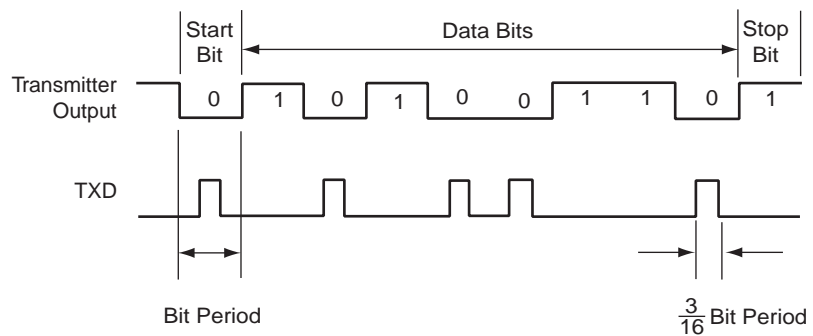 Start
Bit
Data Bits
Stop
Bit
Transmitter
Output
0 1 0 1 0 0 1 1 0 1
TXD
Bit Period
3
16 Bit Period